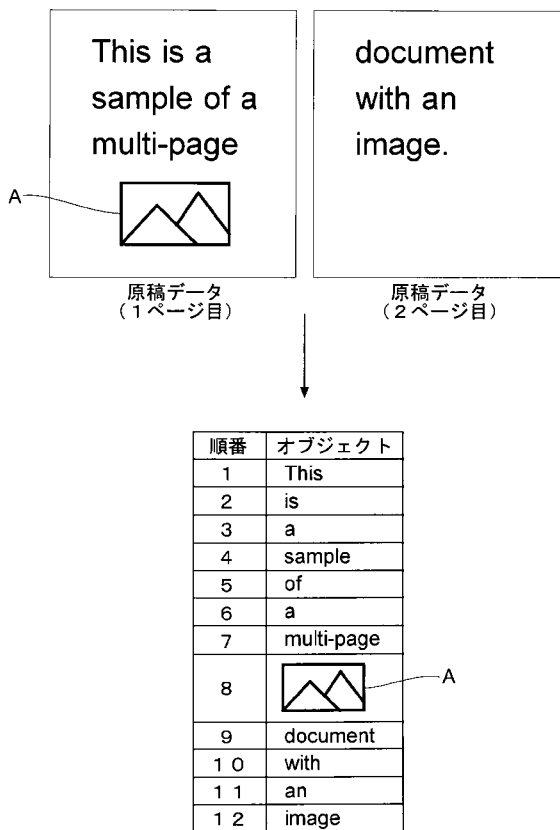 This is a
sample of a
multi-page
A
原稿データ
(1ページ目)
document
with an
image.
原稿データ
(2ページ目)
順番 オブジェクト
1 This
2 is
3 a
4 sample
5 of
6 a
7 multi-page
8
A
9 document
10 with
11 an
12 image